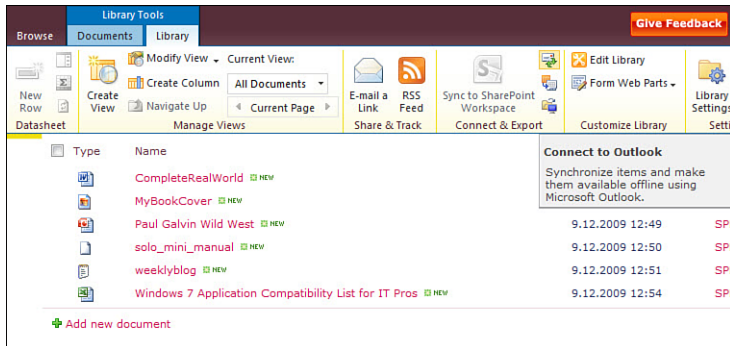 Library Tools
Give Feedback
Browse Documents Library
Modify View Current View:
Create Column All Documents
Navigate Up Current Page
New Row
Create View
E-mail a Link
RSS Feed
Sync to SharePoint Workspace
Edit Library
Form Web Parts
Library Settings
Datasheet Manage Views Share & Track Connect & Export Customize Library Setti
Type Name
Connect to Outlook
Synchronize items and make
them available offline using
Microsoft Outlook.
CompleteRealWorld NEW
MyBookCover NEW
Paul Galvin Wild West NEW 9.12.2009 12:49 SP
solo_mini_manual NEW 9.12.2009 12:50 SP
weeklyblog NEW 9.12.2009 12:51 SP
Windows 7 Application Compatibility List for IT Pros NEW 9.12.2009 12:54 SP
Add new document